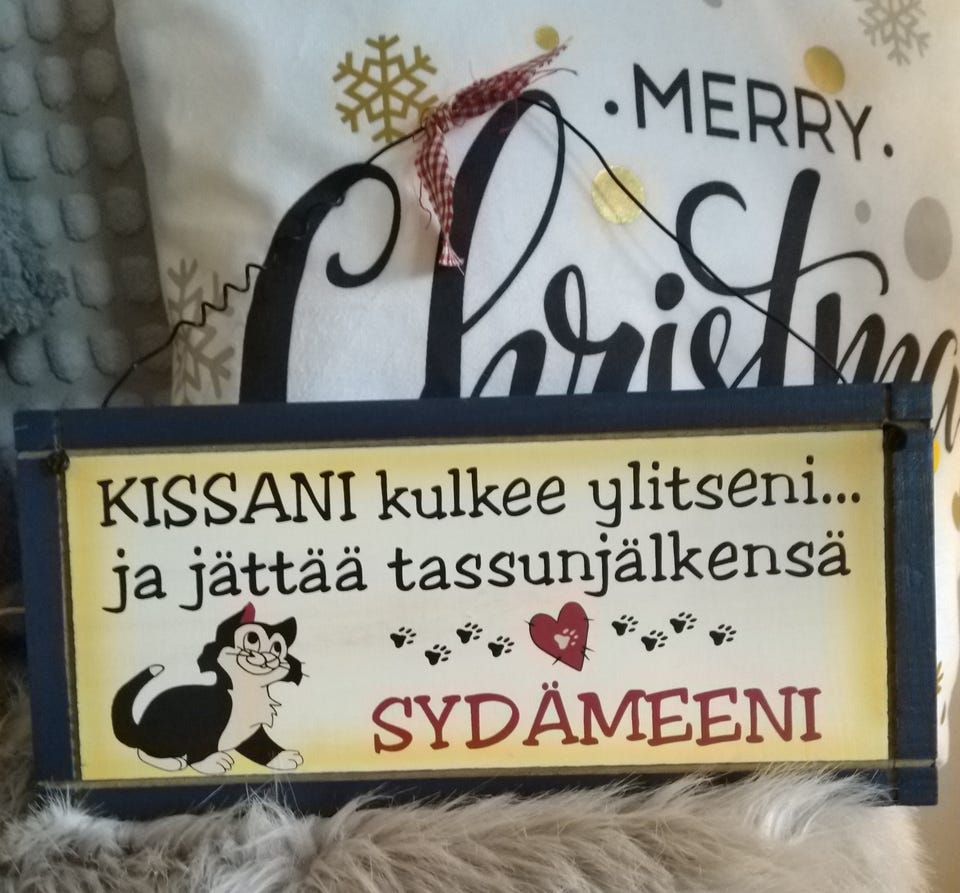 .MERRY.
Christma
KISSANI kulkee ylitseni...
ja jättää tassunjälkensä
SYDÄMEENI